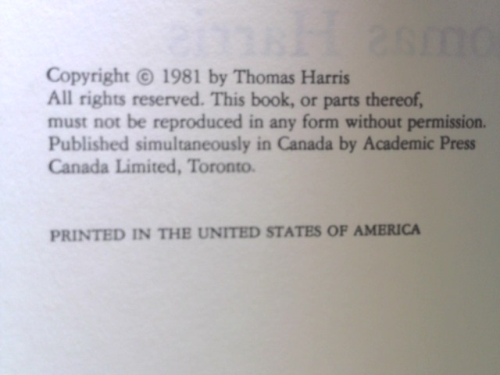 Thomas Harris
Copyright © 1981 by Thomas Harris
All rights reserved. This book, or parts thereof,
must not be reproduced in any form without permission.
Published simultaneously in Canada by Academic Press
Canada Limited, Toronto.
PRINTED IN THE UNITED STATES OF AMERICA